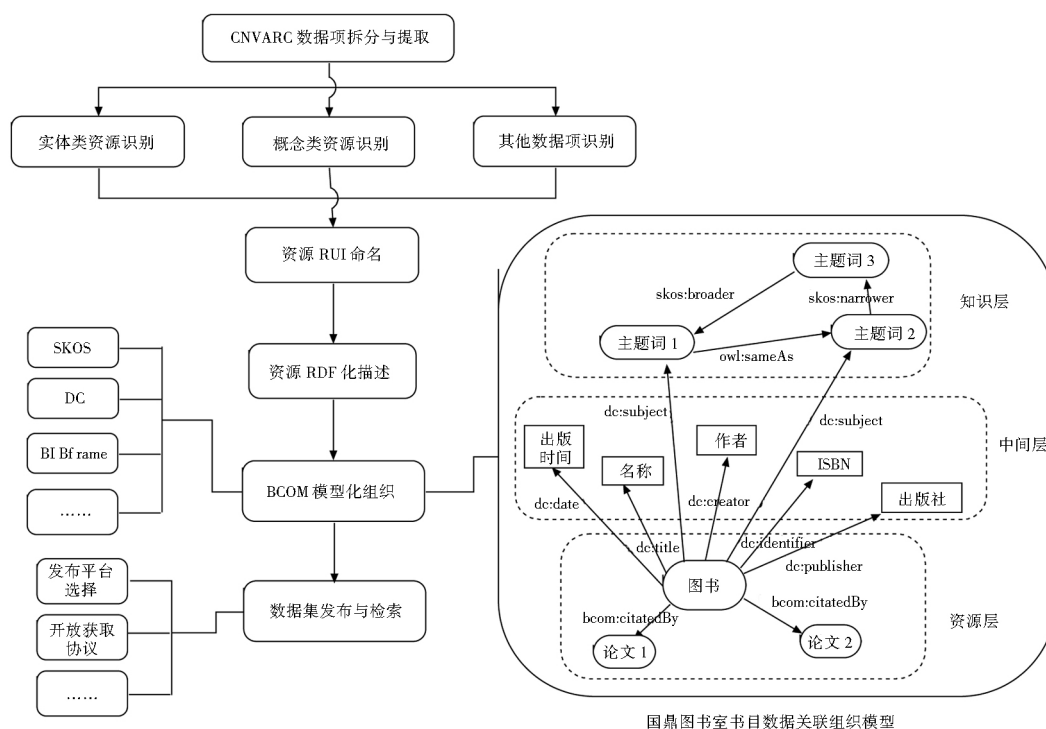 CNVARC 数据项拆分与提取
实体类资源识别
概念类资源识别
其他数据项识别
资源 RUI 命名
资源 RDF 化描述
SKOS
DC
BI Bf rame
……
BCOM 模型化组织
发布平台
选择
开放获取
协议
……
数据集发布与检索
主题词 3
知识层
skos:broader
skos:narrower
主题词 1
主题词 2
owl:sameAs
dc:subject
dc:subject
中间层
出版
时间
名称
作者
ISBN
出版社
dc:date
dc:creator
dc:title
dc:identifier
dc:publisher
图书
bcom:citatedBy
bcom:citatedBy
资源层
论文 1
论文 2
国鼎图书室书目数据关联组织模型